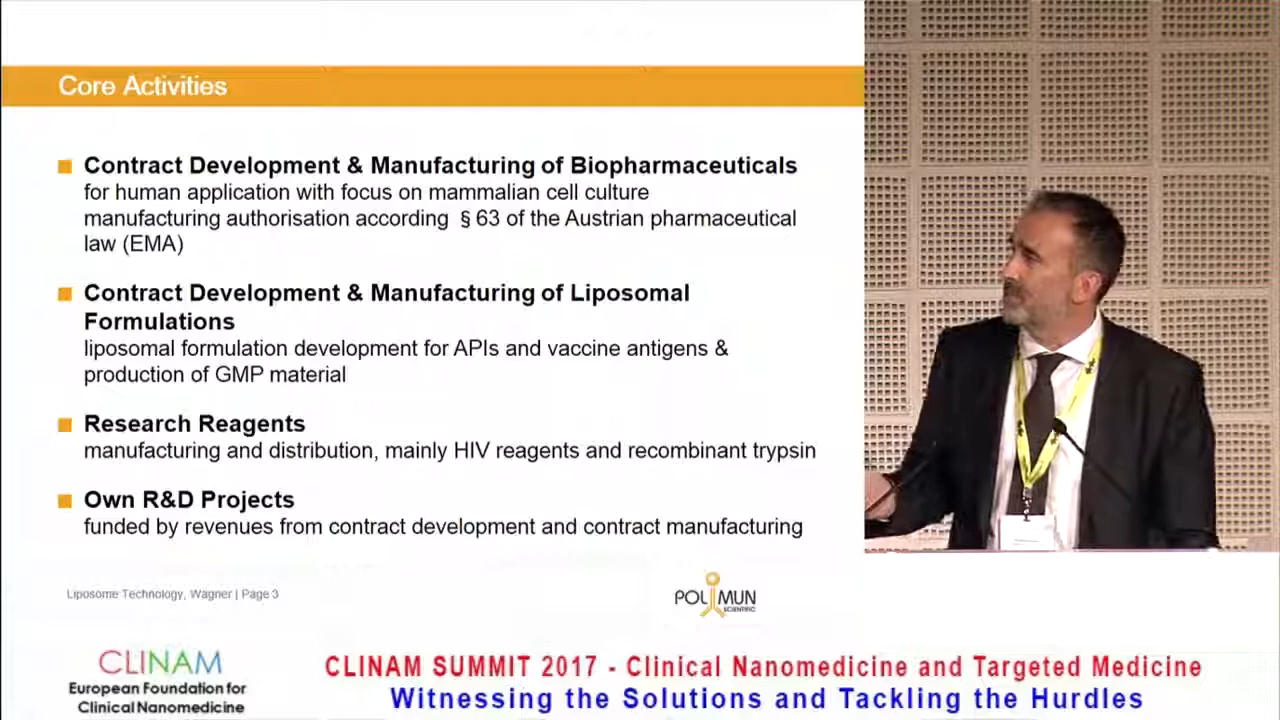 Core Activities
Contract Development & Manufacturing of Biopharmaceuticals
for human application with focus on mammalian cell culture
manufacturing authorisation according § 63 of the Austrian pharmaceutical
law (EMA)
Contract Development & Manufacturing of Liposomal
Formulations
liposomal formulation development for APIs and vaccine antigens &
production of GMP material
Research Reagents
manufacturing and distribution, mainly HIV reagents and recombinant trypsin
Own R&D Projects
funded by revenues from contract development and contract manufacturing
Liposome Technology, Wagner | Page 3
POLYMUN
SCIENTIFIC
CLINAM
European Foundation for
Clinical Nanomedicine
CLINAM SUMMIT 2017 - Clinical Nanomedicine and Targeted Medicine
Witnessing the Solutions and Tackling the Hurdles